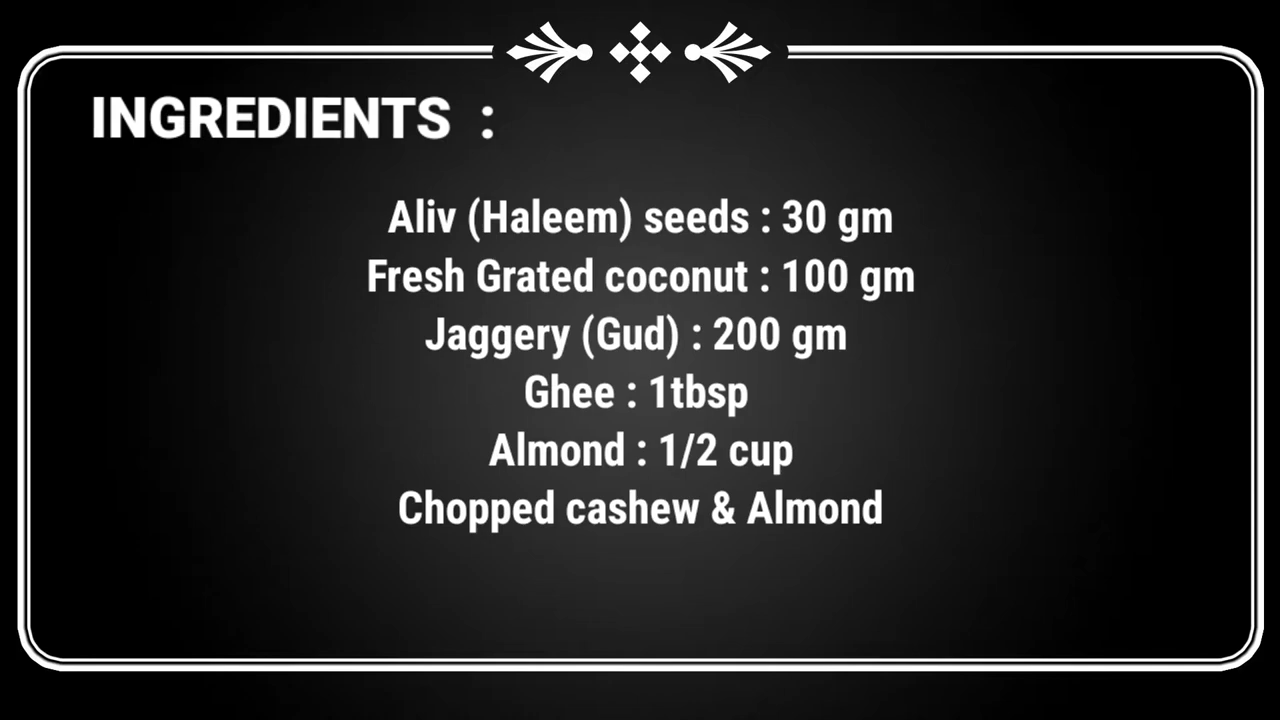 INGREDIENTS :
Aliv (Haleem) seeds : 30 gm
Fresh Grated coconut : 100 gm
Jaggery (Gud) : 200 gm
Ghee : 1tbsp
Almond : 1/2 cup
Chopped cashew & Almond